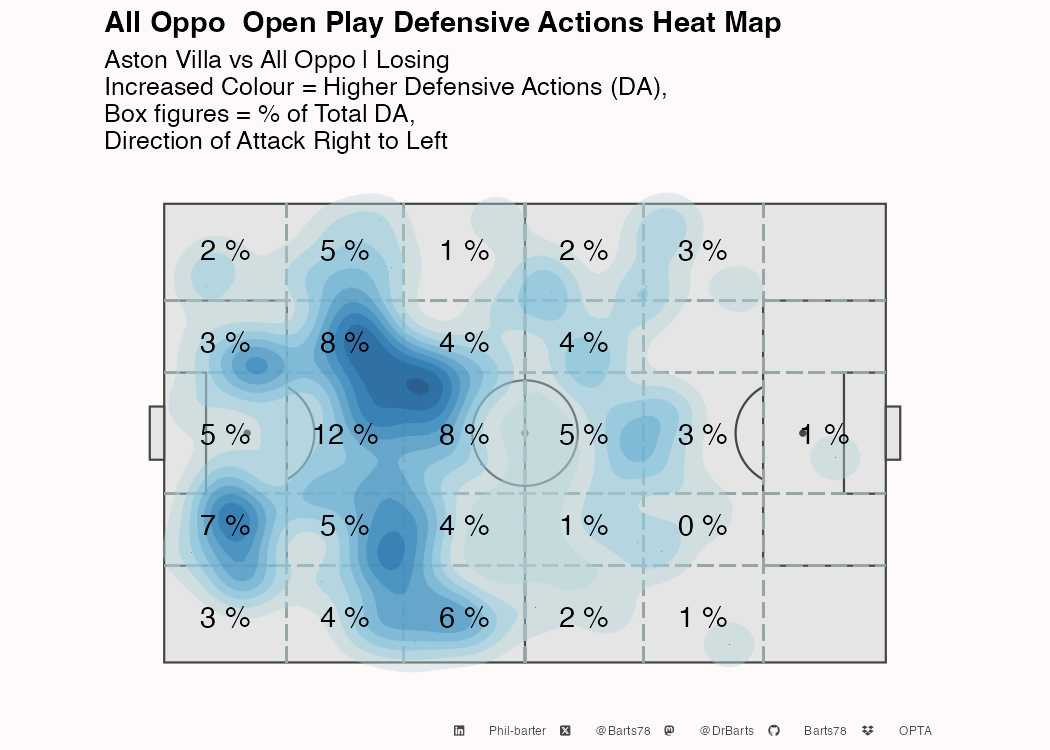 All Oppo  Open Play Defensive Actions Heat Map
Aston Villa vs All Oppo | Losing
Increased Colour = Higher Defensive Actions (DA),
Box figures = % of Total DA,
Direction of Attack Right to Left
2 % 5 % 1 % 2 % 3 %
3 % 8 % 4 % 4 %
5 % 12 % 8 % 5 % 3 % 1 %
7 % 5 % 4 % 1 % 0 %
3 % 4 % 6 % 2 % 1 %
Phil-barter @Barts78 @DrBarts Barts78 OPTA